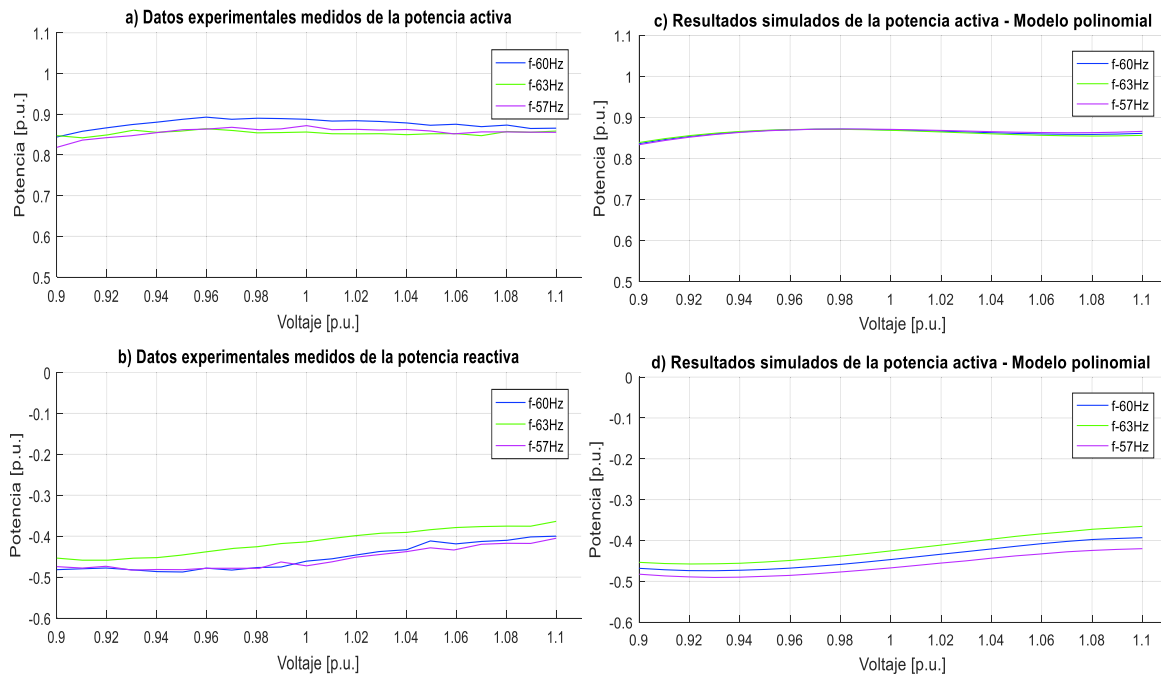 a) Datos experimentales medidos de la potencia activa
1.1
1
0.9
0.8
0.7
0.6
0.5
Potencia [p.u.]
f-60Hz
f-63Hz
f-57Hz
0.9 0.92 0.94 0.96 0.98 1 1.02 1.04 1.06 1.08 1.1
Voltaje [p.u.]
c) Resultados simulados de la potencia activa - Modelo polinomial
1.1
1
0.9
0.8
0.7
0.6
0.5
Potencia [p.u.]
f-60Hz
f-63Hz
f-57Hz
0.9 0.92 0.94 0.96 0.98 1 1.02 1.04 1.06 1.08 1.1
Voltaje [p.u.]
b) Datos experimentales medidos de la potencia reactiva
0
-0.1
-0.2
-0.3
-0.4
-0.5
-0.6
Potencia [p.u.]
f-60Hz
f-63Hz
f-57Hz
0.9 0.92 0.94 0.96 0.98 1 1.02 1.04 1.06 1.08 1.1
Voltaje [p.u.]
d) Resultados simulados de la potencia activa - Modelo polinomial
0
-0.1
-0.2
-0.3
-0.4
-0.5
-0.6
Potencia [p.u.]
f-60Hz
f-63Hz
f-57Hz
0.9 0.92 0.94 0.96 0.98 1 1.02 1.04 1.06 1.08 1.1
Voltaje [p.u.]